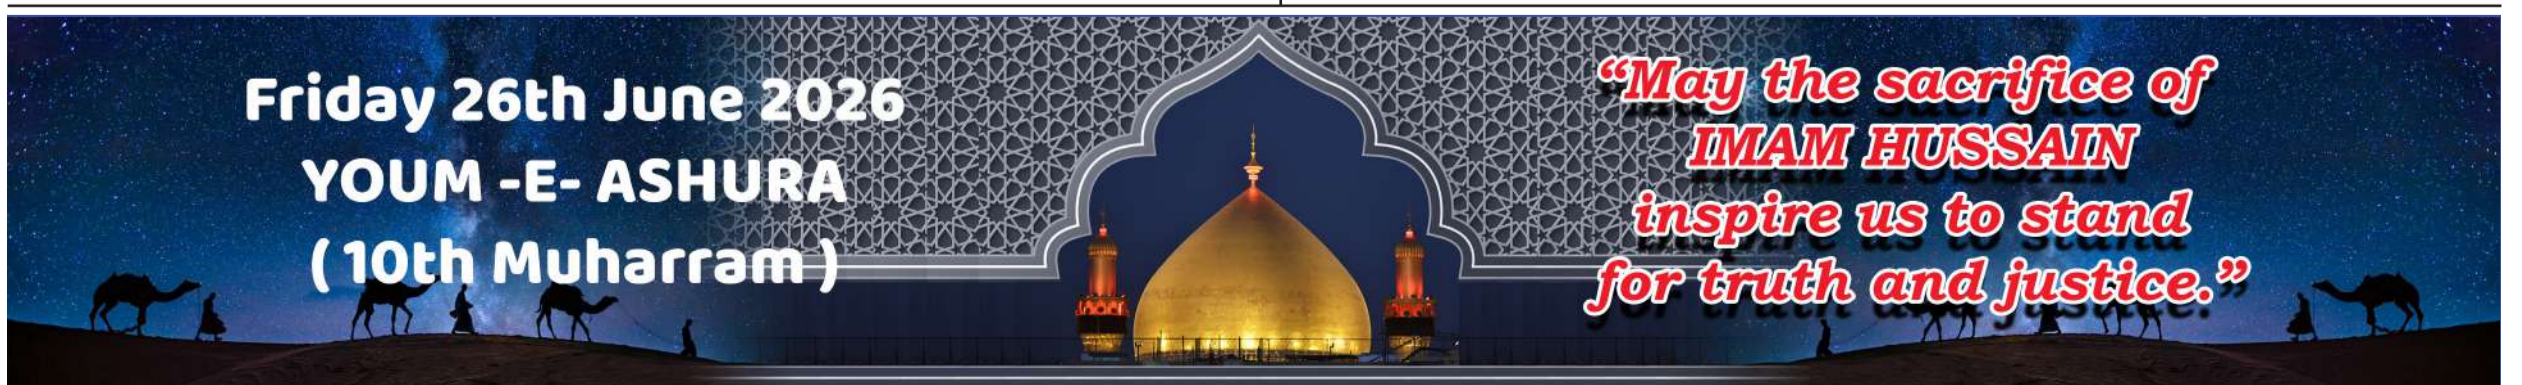 Friday 26th June 2026
YOUM -E- ASHURA
( 10th Muharram )
“May the sacrifice of
IMAM HUSSAIN
inspire us to stand
for truth and justice.”